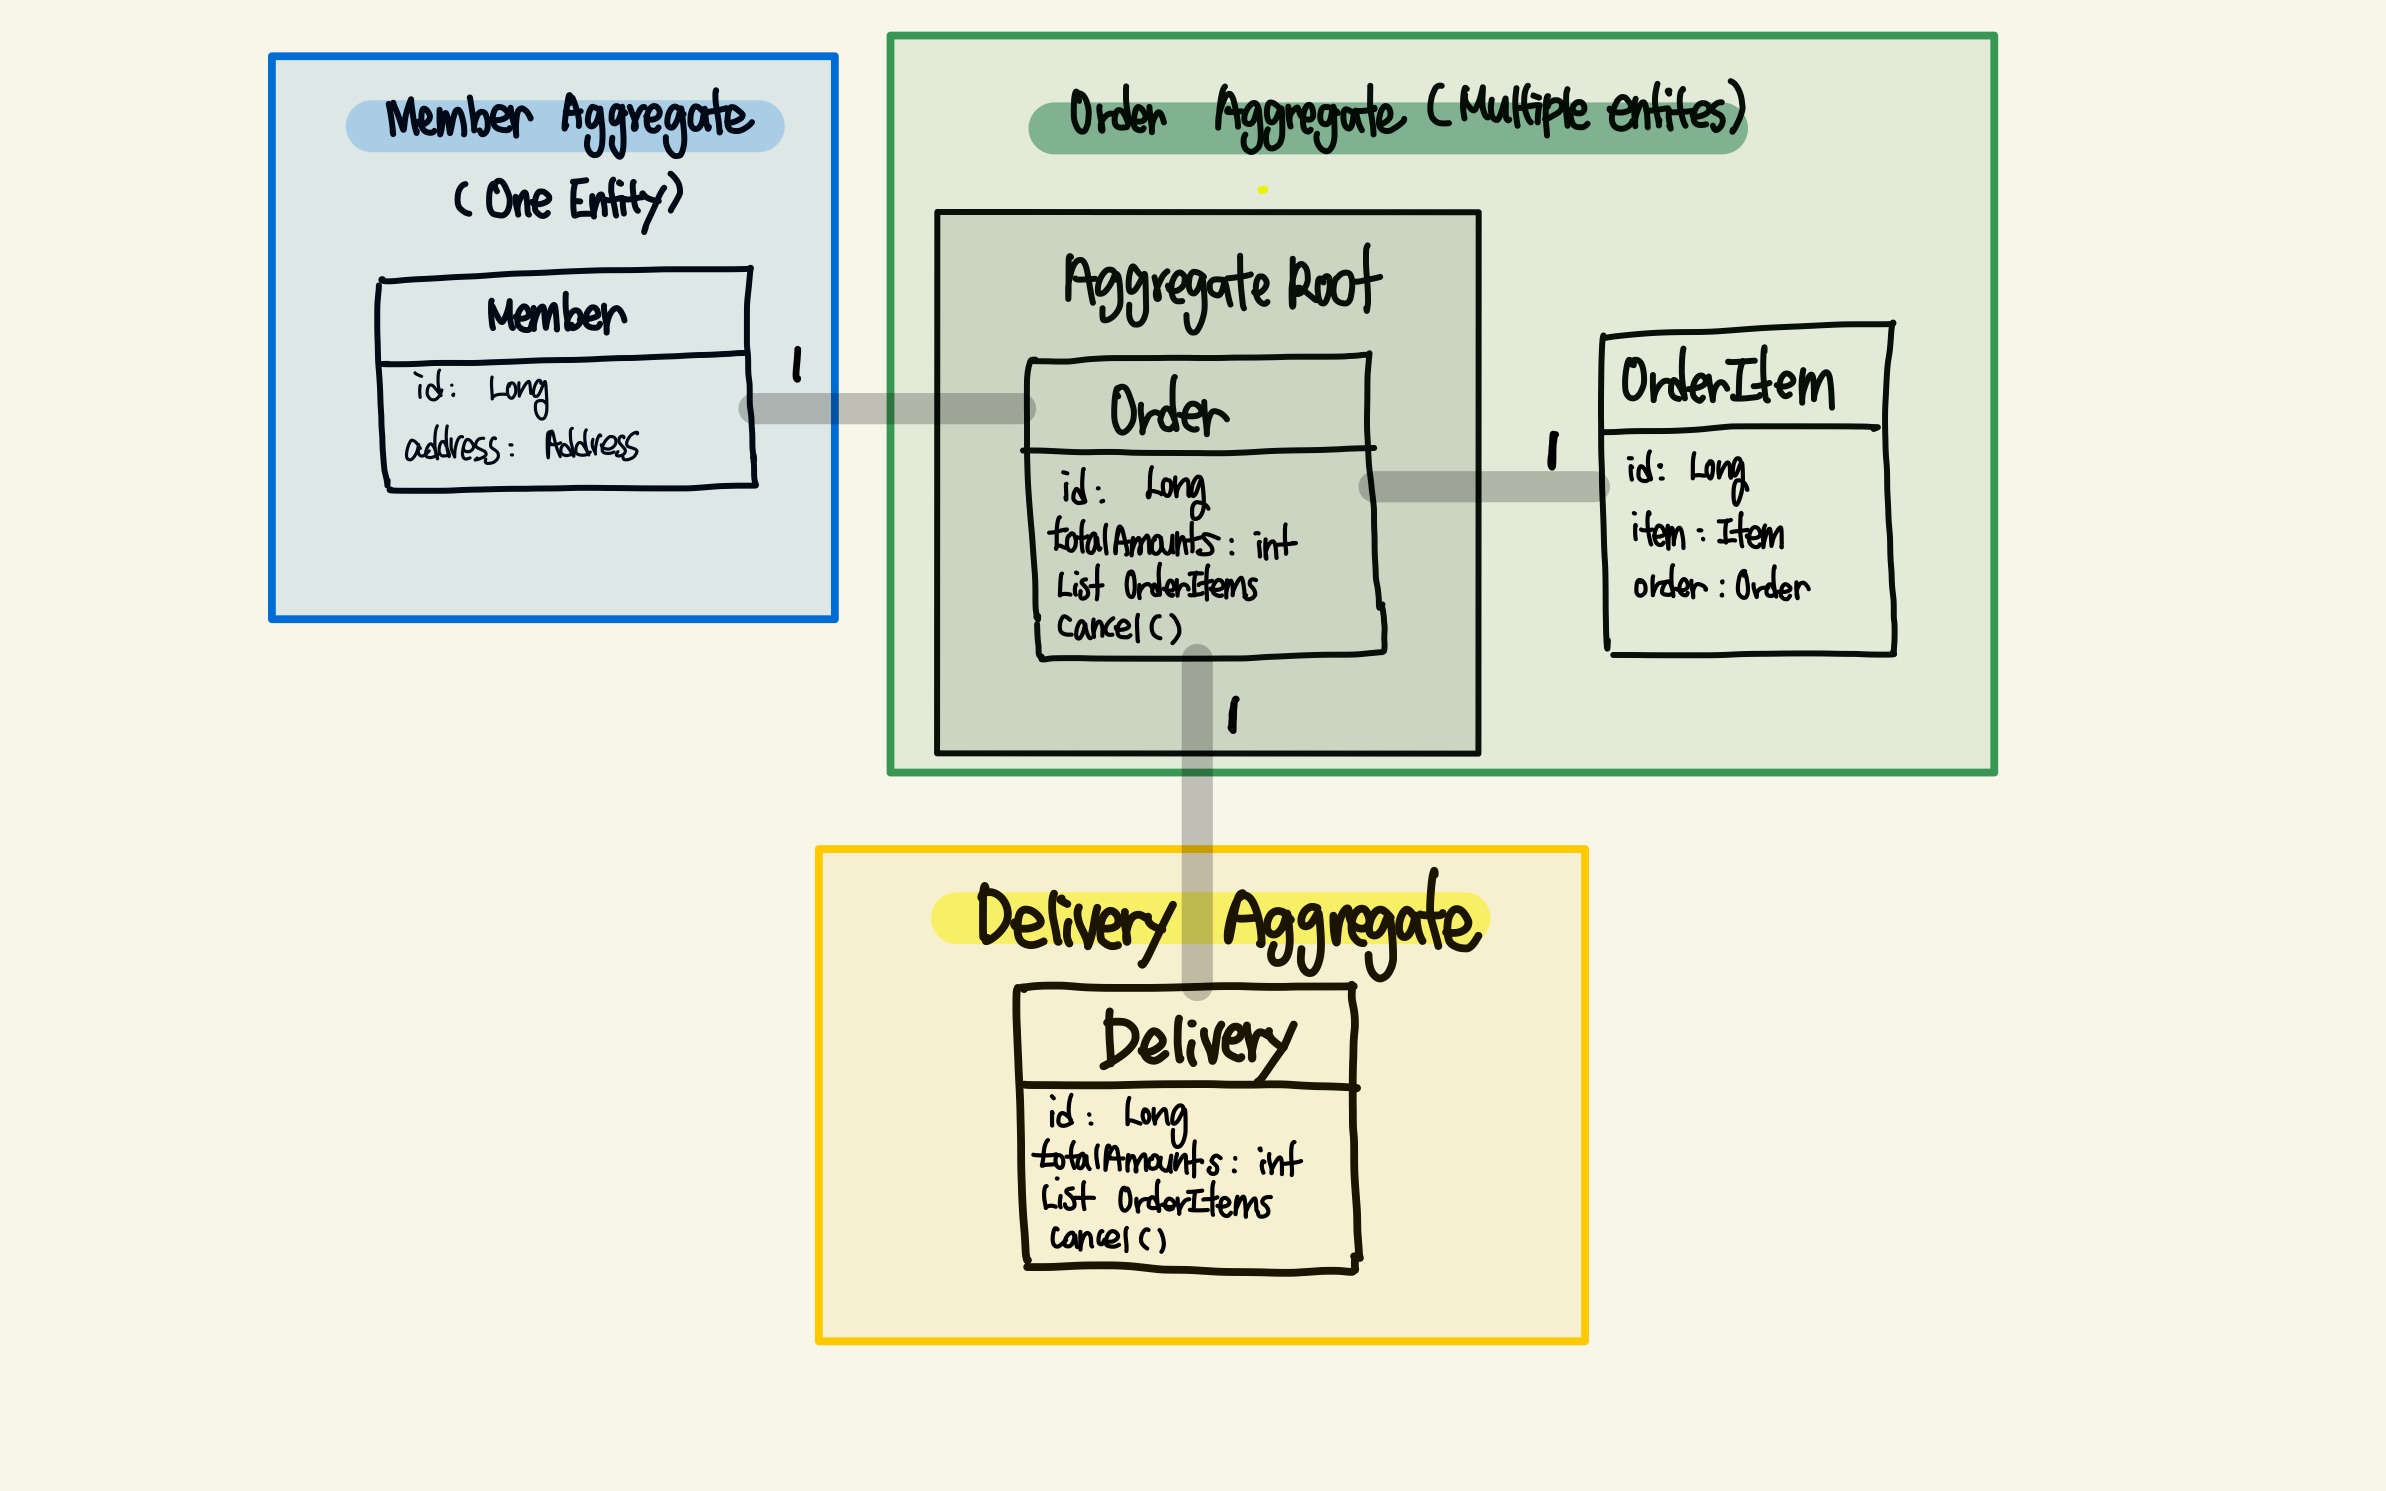 Member Aggregate
(One Entity)
Member
id: Long
address: Address
1
Order Aggregate (Multiple entites)
Aggregate Root
Order
id: Long
totalAmounts: int
List OrderItems
cancel()
1
OrderItem
id: Long
item: Item
order: Order
1
Delivery Aggregate
Delivery
id: Long
totalAmounts: int
List OrderItems
cancel()